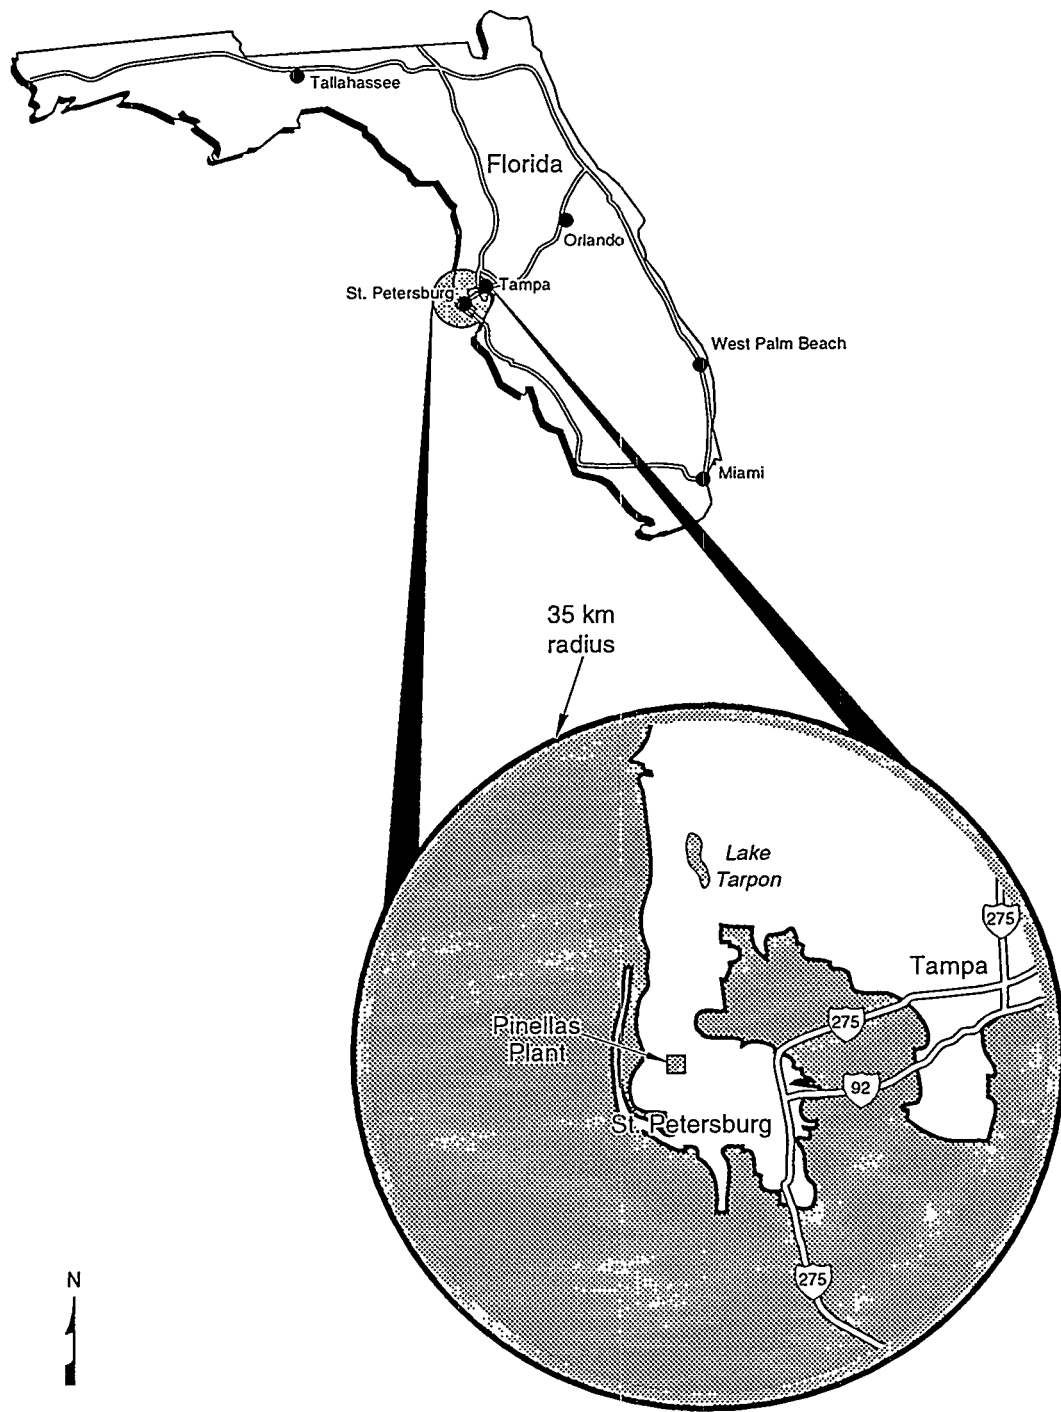 Tallahassee
Florida
Orlando
Tampa
St. Petersburg
West Palm Beach
Miami
35 km
radius
Lake
Tarpon
275
Tampa
275
Pinellas
Plant
92
St. Petersburg
275
N